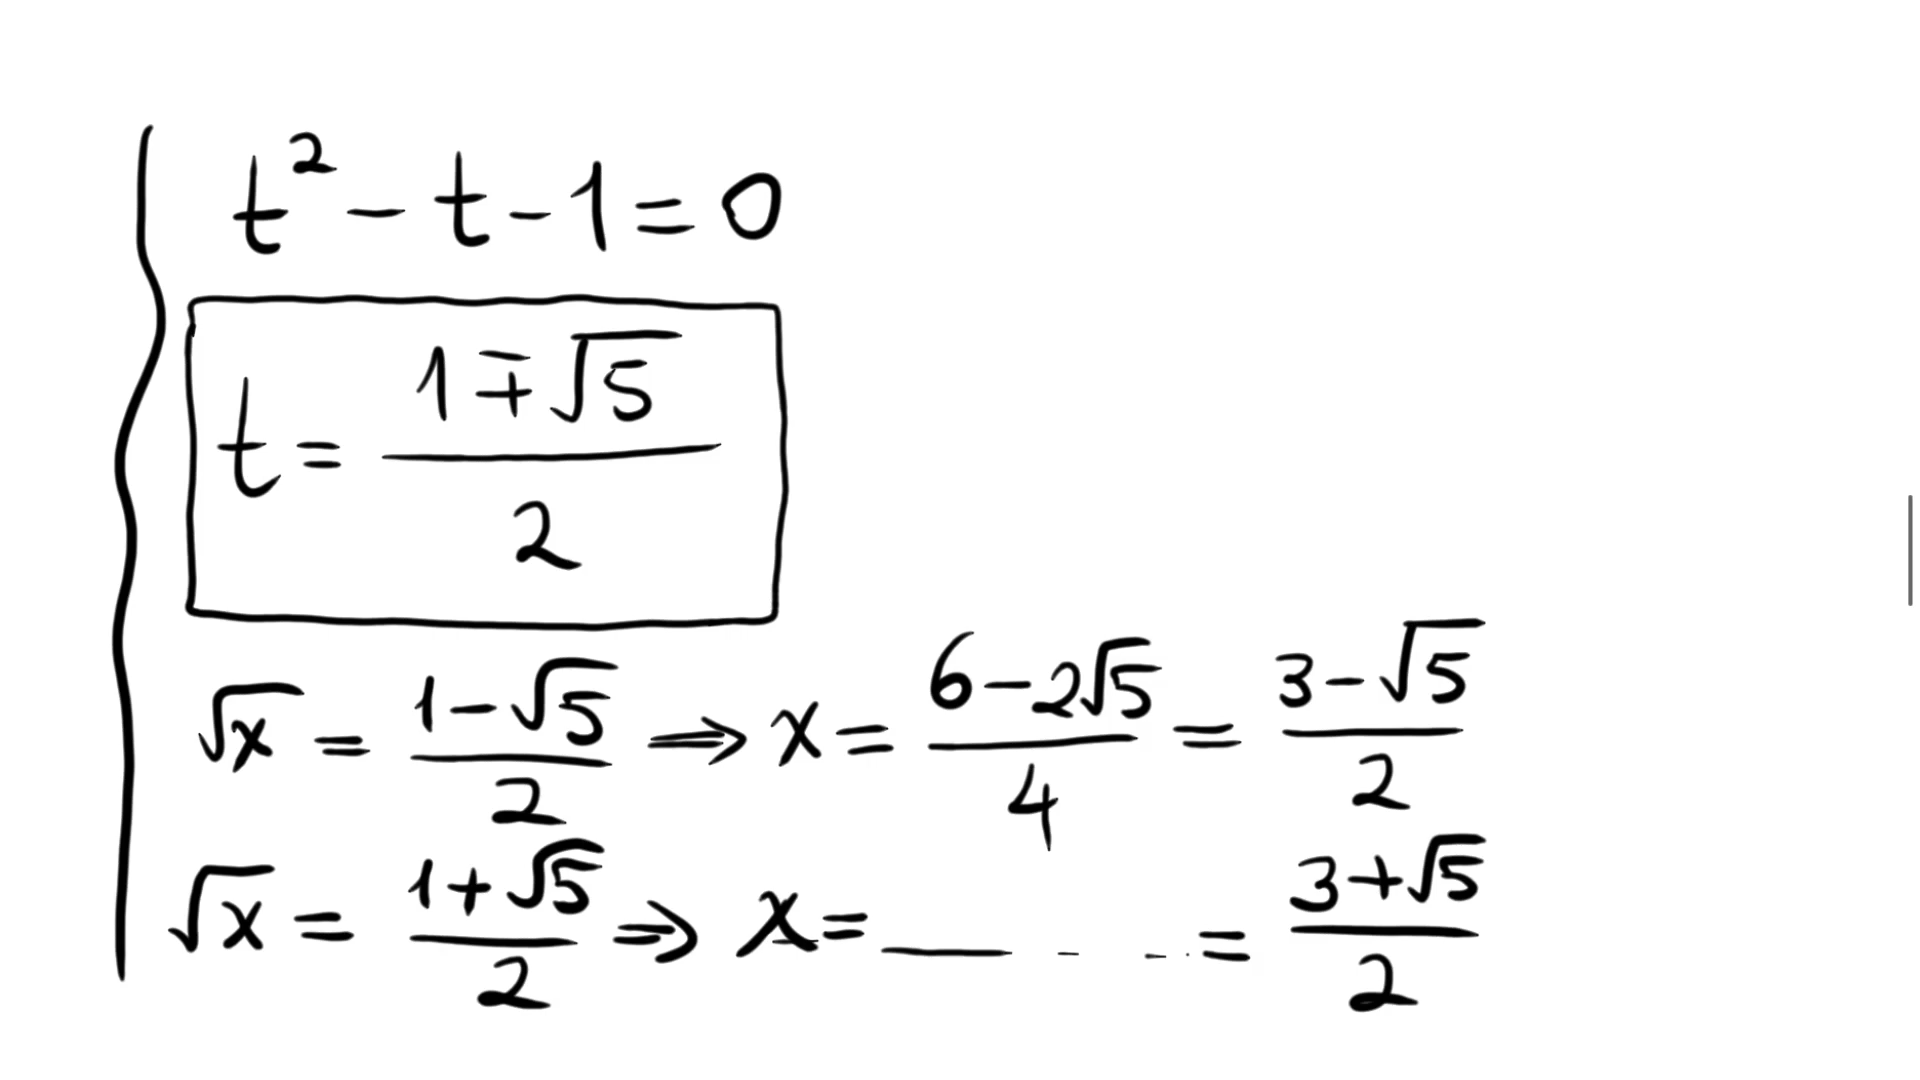 t² - t - 1 = 0
t = (1 ∓ √5) / 2
√x = (1 - √5) / 2 ⇒ x = (6 - 2√5) / 4 = (3 - √5) / 2
√x = (1 + √5) / 2 ⇒ x = ___ - - . = (3 + √5) / 2